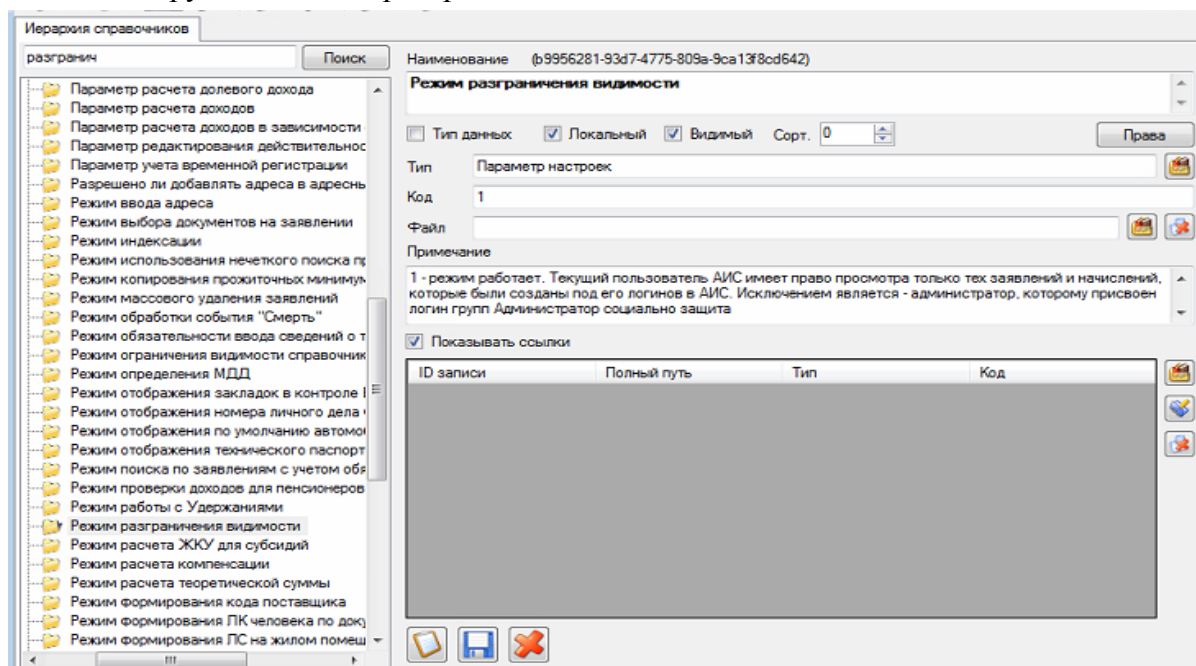 Иерархия справочников
разгранич
Поиск
Параметр расчета долевого дохода
Параметр расчета доходов
Параметр расчета доходов в зависимости
Параметр редактирования действительнос
Параметр учета временной регистрации
Разрешено ли добавлять адреса в адресны
Режим ввода адреса
Режим выбора документов на заявлении
Режим индексации
Режим использования нечеткого поиска пр
Режим копирования прожиточных минимум
Режим массового удаления заявлений
Режим обработки события "Смерть"
Режим обязательности ввода сведений о т
Режим ограничения видимости справочник
Режим определения МДД
Режим отображения закладок в контроле
Режим отображения номера личного дела
Режим отображения по умолчанию автомо
Режим отображения технического паспорт
Режим поиска по заявлениям с учетом обя
Режим проверки доходов для пенсионеров
Режим работы с Удержаниями
Режим разграничения видимости
Режим расчета ЖКУ для субсидий
Режим расчета компенсации
Режим расчета теоретической суммы
Режим формирования кода поставщика
Режим формирования ЛК человека по доку
Режим формирования ЛС на жилом помещ
Наименование (b9956281-93d7-4775-809a-9ca13f8cd642)
Режим разграничения видимости
Тип данных Локальный Видимый Сорт. 0 Права
Тип Параметр настроек
Код 1
Файл
Примечание
1 - режим работает. Текущий пользователь АИС имеет право просмотра только тех заявлений и начислений,
которые были созданы под его логинов в АИС. Исключением является - администратор, которому присвоен
логин групп Администратор социально защита
Показывать ссылки
ID записи Полный путь Тип Код